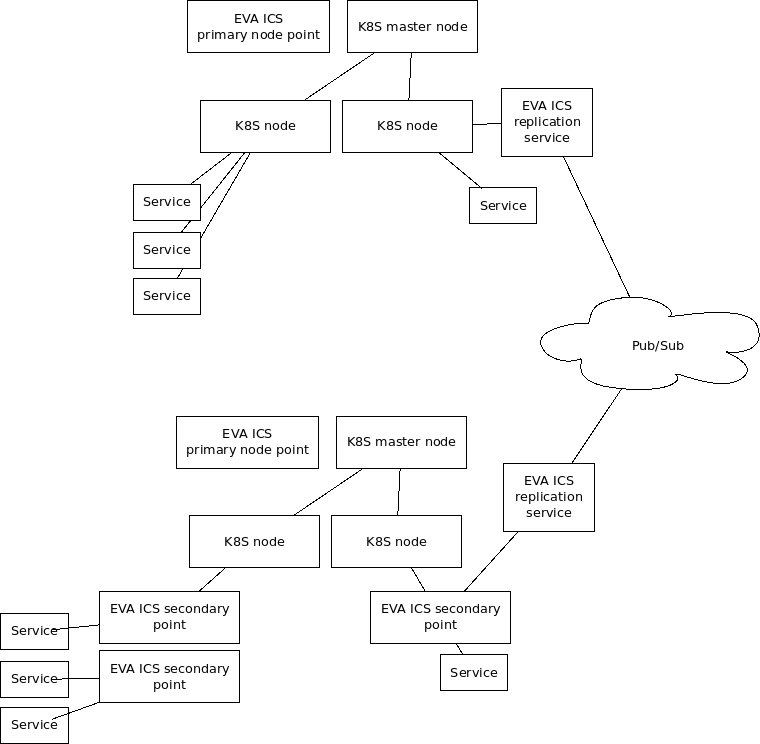 EVA ICS
primary node point
K8S master node
K8S node
K8S node
EVA ICS
replication
service
Service
Service
Service
Service
Pub/Sub
EVA ICS
primary node point
K8S master node
EVA ICS
replication
service
K8S node
K8S node
EVA ICS secondary
point
EVA ICS secondary
point
Service
EVA ICS secondary
point
Service
Service
Service